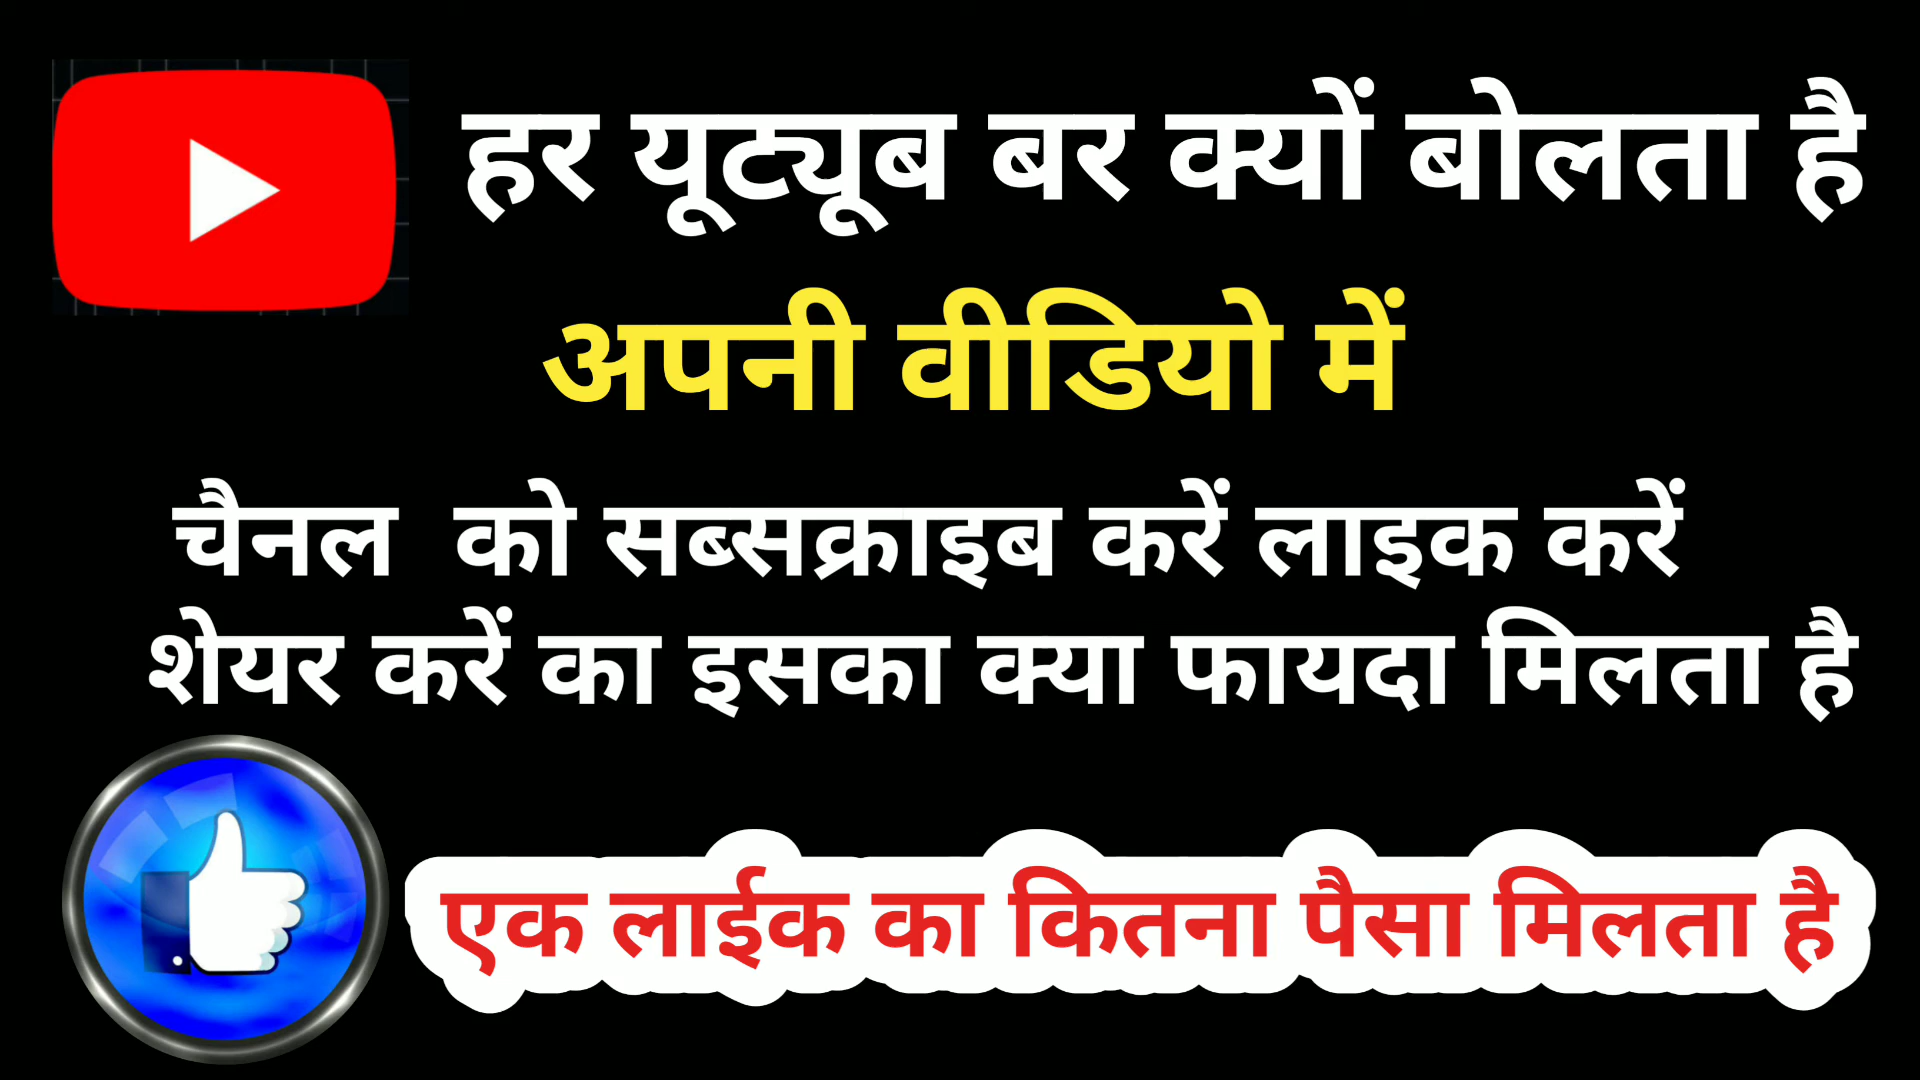 हर यूट्यूब बर क्यों बोलता है
अपनी वीडियो में
चैनल  को सब्सक्राइब करें लाइक करें
शेयर करें का इसका क्या फायदा मिलता है
एक लाईक का कितना पैसा मिलता है